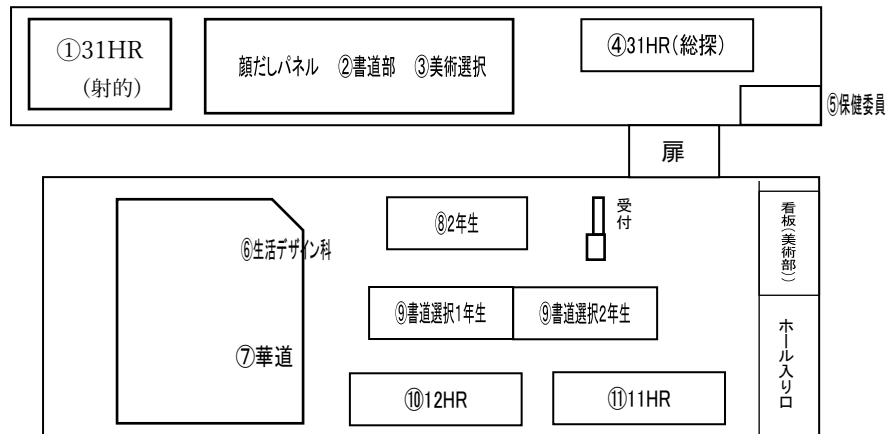 ①31HR
(射的)
顔だしパネル ②書道部 ③美術選択
④31HR(総探)
⑤保健委員
扉
⑧2年生
受付
看板(美術部))
⑥生活デザイン科
⑨書道選択1年生
⑨書道選択2年生
⑦華道
ホール入り口
⑩12HR
⑪11HR